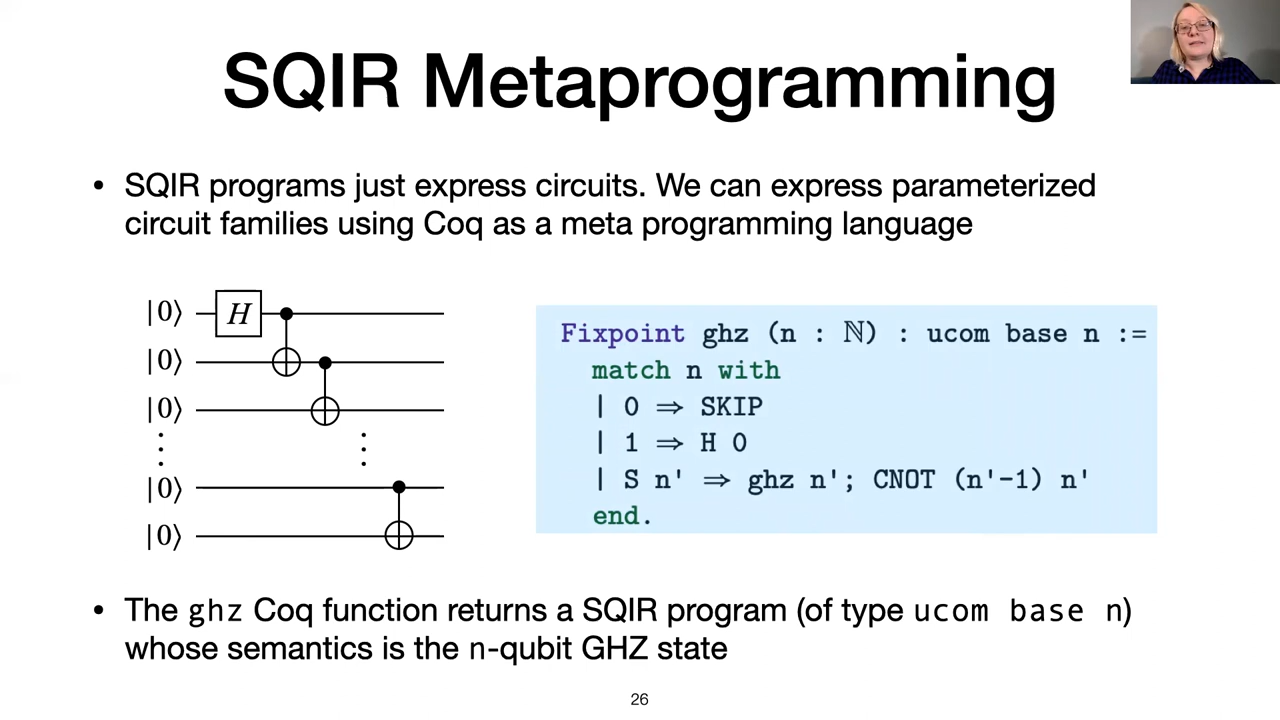 SQIR Metaprogramming
• SQIR programs just express circuits. We can express parameterized
circuit families using Coq as a meta programming language
|0⟩ H
|0⟩
|0⟩
⋮ ⋮
|0⟩
|0⟩
Fixpoint ghz (n : ℕ) : ucom base n :=
match n with
| 0 ⇒ SKIP
| 1 ⇒ H 0
| S n' ⇒ ghz n'; CNOT (n'-1) n'
end.
• The ghz Coq function returns a SQIR program (of type ucom base n)
whose semantics is the n-qubit GHZ state
26